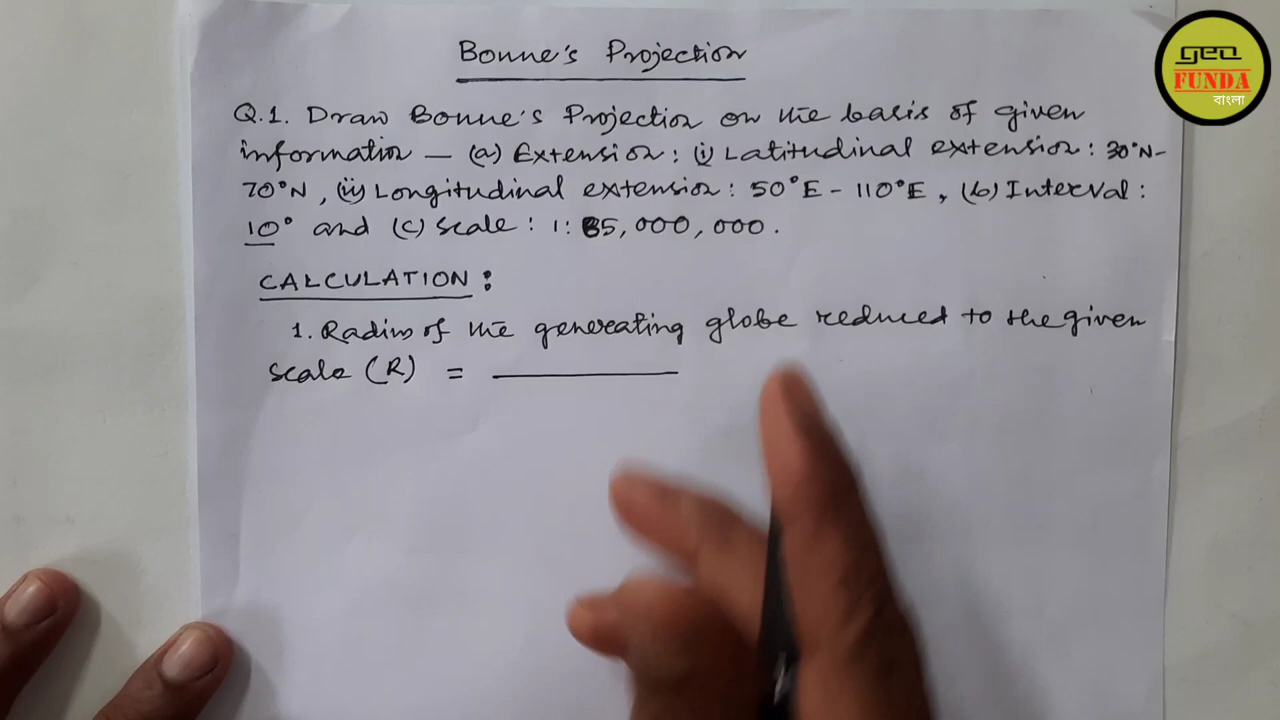 geo
FUNDA
বাংলা
Bonne's Projection
Q.1. Draw Bonne's Projection on the basis of given
information — (a) Extension: (i) Latitudinal extension: 30°N-
70°N, (ii) Longitudinal extension: 50°E - 110°E, (b) Interval:
10° and (c) Scale: 1: 85,000,000.
CALCULATION:
1. Radius of the generating globe reduced to the given
scale (R) =